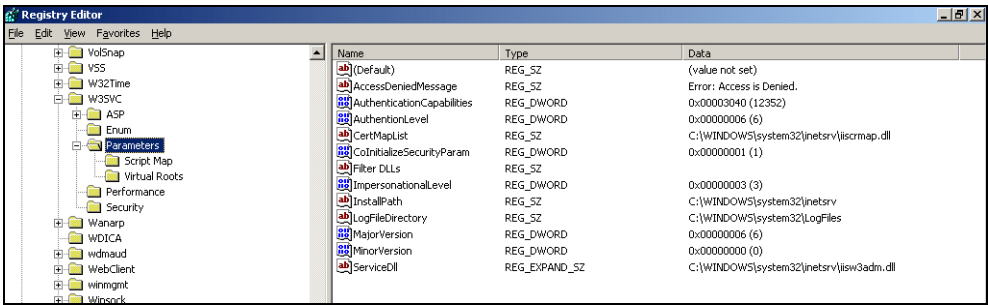 Registry Editor
File Edit View Favorites Help
VolSnap
VSS
W32Time
W3SVC
ASP
Enum
Parameters
Script Map
Virtual Roots
Performance
Security
Wanarp
WDICA
wdmaud
WebClient
winmgmt
Winsock
Name Type Data
(Default) REG_SZ (value not set)
AccessDeniedMessage REG_SZ Error: Access is Denied.
AuthenticationCapabilities REG_DWORD 0x00003040 (12352)
AuthentionLevel REG_DWORD 0x00000006 (6)
CertMapList REG_SZ C:\WINDOWS\system32\inetsrv\iiscrmap.dll
CoInitializeSecurityParam REG_DWORD 0x00000001 (1)
Filter DLLs REG_SZ
ImpersonationalLevel REG_DWORD 0x00000003 (3)
InstallPath REG_SZ C:\WINDOWS\system32\inetsrv
LogFileDirectory REG_SZ C:\WINDOWS\system32\LogFiles
MajorVersion REG_DWORD 0x00000006 (6)
MinorVersion REG_DWORD 0x00000000 (0)
ServiceDll REG_EXPAND_SZ C:\WINDOWS\system32\inetsrv\iisw3adm.dll